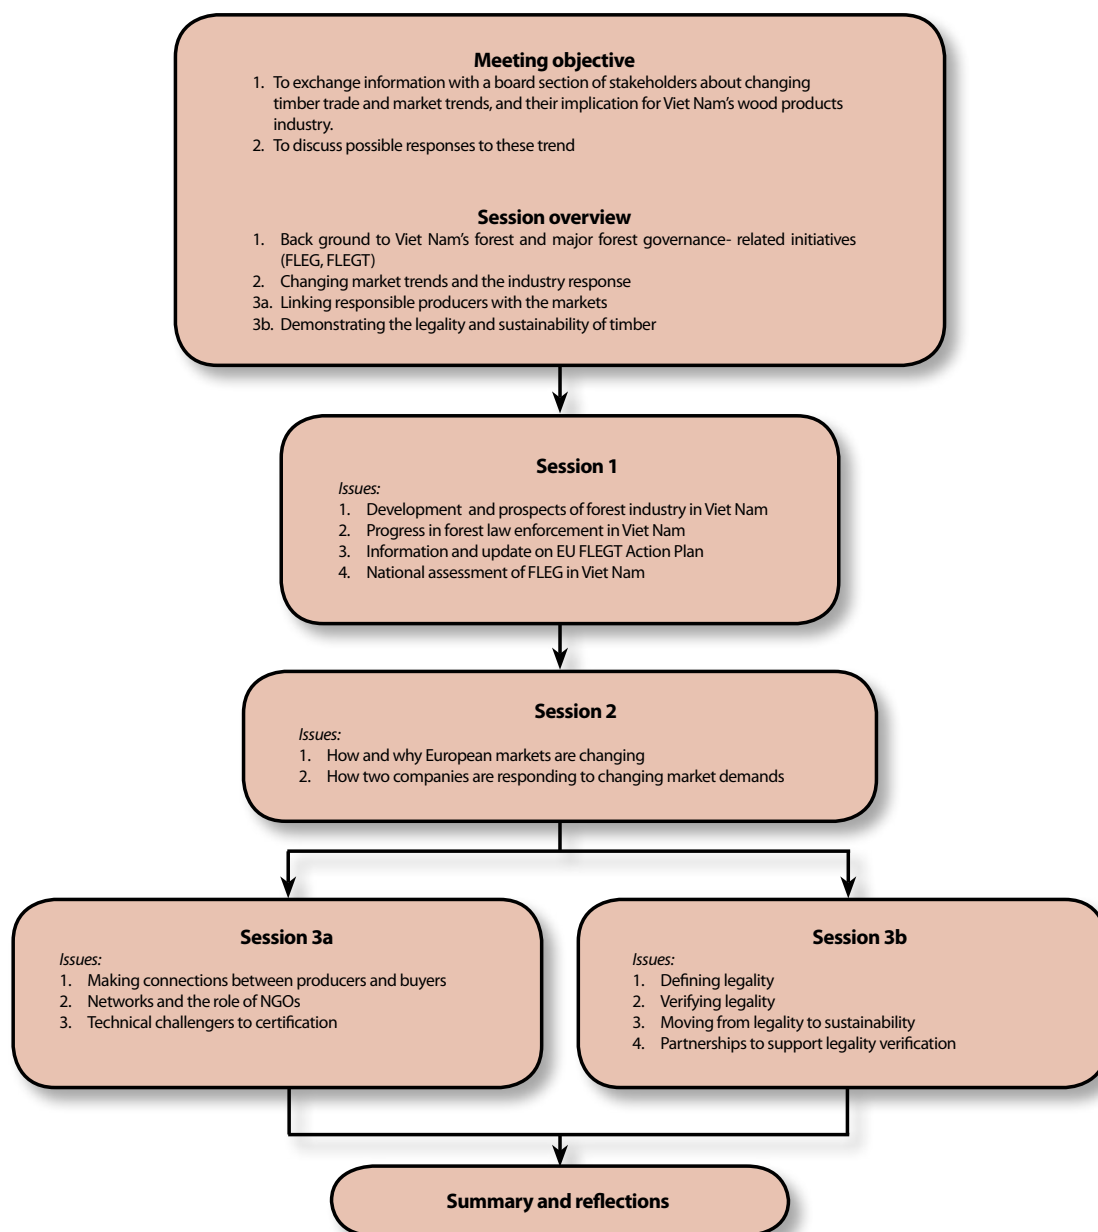 Meeting objective
1. To exchange information with a board section of stakeholders about changing
timber trade and market trends, and their implication for Viet Nam's wood products
industry.
2. To discuss possible responses to these trend
Session overview
1. Back ground to Viet Nam's forest and major forest governance- related initiatives
(FLEG, FLEGT)
2. Changing market trends and the industry response
3a. Linking responsible producers with the markets
3b. Demonstrating the legality and sustainability of timber
Session 1
Issues:
1. Development and prospects of forest industry in Viet Nam
2. Progress in forest law enforcement in Viet Nam
3. Information and update on EU FLEGT Action Plan
4. National assessment of FLEG in Viet Nam
Session 2
Issues:
1. How and why European markets are changing
2. How two companies are responding to changing market demands
Session 3a
Issues:
1. Making connections between producers and buyers
2. Networks and the role of NGOs
3. Technical challengers to certification
Session 3b
Issues:
1. Defining legality
2. Verifying legality
3. Moving from legality to sustainability
4. Partnerships to support legality verification
Summary and reflections